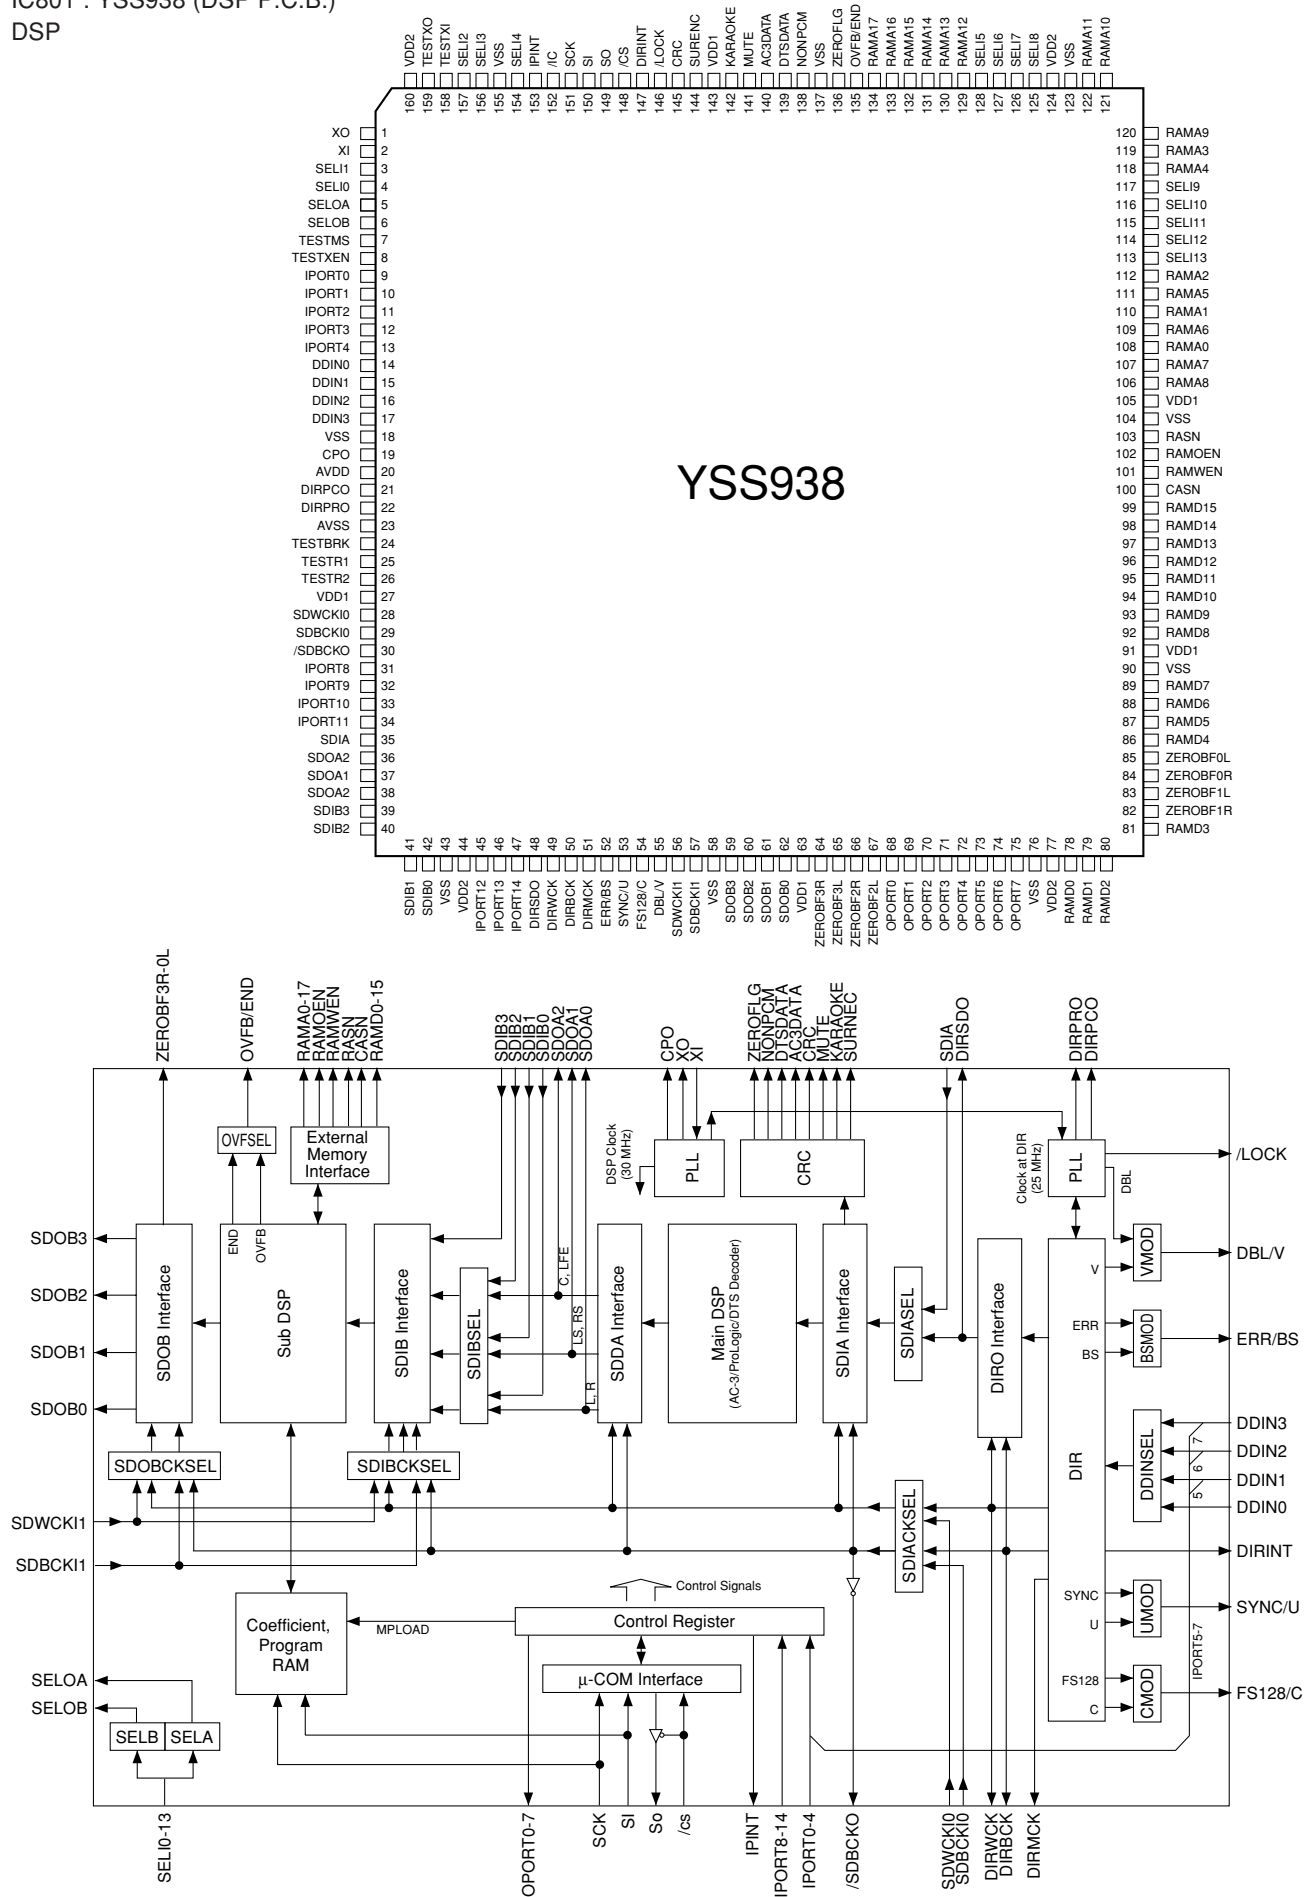 IC801 : YSS938 (DSP P.C.B.)
DSP
160 VDD2
159 TESTXO
158 TESTXI
157 SELI2
156 SELI3
155 VSS
154 SELI4
153 IPINT
152 /IC
151 SCK
150 SI
149 SO
148 /CS
147 DIRINT
146 /LOCK
145 CRC
144 SURENC
143 VDD1
142 KARAOKE
141 MUTE
140 AC3DATA
139 DTSDATA
138 NONPCM
137 VSS
136 ZEROFLG
135 OVFB/END
134 RAMA17
133 RAMA16
132 RAMA15
131 RAMA14
130 RAMA13
129 RAMA12
128 SELI5
127 SELI6
126 SELI7
125 SELI8
124 VDD2
123 VSS
122 RAMA11
121 RAMA10
XO 1
XI 2
SELI1 3
SELI0 4
SELOA 5
SELOB 6
TESTMS 7
TESTXEN 8
IPORT0 9
IPORT1 10
IPORT2 11
IPORT3 12
IPORT4 13
DDIN0 14
DDIN1 15
DDIN2 16
DDIN3 17
VSS 18
CPO 19
AVDD 20
DIRPCO 21
DIRPRO 22
AVSS 23
TESTBRK 24
TESTR1 25
TESTR2 26
VDD1 27
SDWCKI0 28
SDBCKI0 29
/SDBCKO 30
IPORT8 31
IPORT9 32
IPORT10 33
IPORT11 34
SDIA 35
SDOA2 36
SDOA1 37
SDOA2 38
SDIB3 39
SDIB2 40
YSS938
120 RAMA9
119 RAMA3
118 RAMA4
117 SELI9
116 SELI10
115 SELI11
114 SELI12
113 SELI13
112 RAMA2
111 RAMA5
110 RAMA1
109 RAMA6
108 RAMA0
107 RAMA7
106 RAMA8
105 VDD1
104 VSS
103 RASN
102 RAMOEN
101 RAMWEN
100 CASN
99 RAMD15
98 RAMD14
97 RAMD13
96 RAMD12
95 RAMD11
94 RAMD10
93 RAMD9
92 RAMD8
91 VDD1
90 VSS
89 RAMD7
88 RAMD6
87 RAMD5
86 RAMD4
85 ZEROBF0L
84 ZEROBF0R
83 ZEROBF1L
82 ZEROBF1R
81 RAMD3
SDIB1 41
SDIB0 42
VSS 43
VDD2 44
IPORT12 45
IPORT13 46
IPORT14 47
DIRSDO 48
DIRWCK 49
DIRBCK 50
DIRMCK 51
ERR/BS 52
SYNC/U 53
FS128/C 54
DBL/V 55
SDWCKI1 56
SDBCKI1 57
VSS 58
SDOB3 59
SDOB2 60
SDOB1 61
SDOB0 62
VDD1 63
ZEROBF3R 64
ZEROBF3L 65
ZEROBF2R 66
ZEROBF2L 67
OPORT0 68
OPORT1 69
OPORT2 70
OPORT3 71
OPORT4 72
OPORT5 73
OPORT6 74
OPORT7 75
VSS 76
VDD2 77
RAMD0 78
RAMD1 79
RAMD2 80
ZEROBF3R-0L
OVFB/END
RAMA0-17
RAMOEN
RAMWEN
RASN
CASN
RAMD0-15
SDIB3
SDIB2
SDIB1
SDIB0
SDOA2
SDOA1
SDOA0
CPO
XO
XI
ZEROFLG
NONPCM
DTSDATA
AC3DATA
CRC
MUTE
KARAOKE
SURNEC
SDIA
DIRSDO
DIRPRO
DIRPCO
OVFSEL
External
Memory
Interface
DSP Clock
(30 MHz)
PLL
CRC
Clock at DIR
(25 MHz)
PLL
DBL
/LOCK
SDOB3
SDOB2
SDOB1
SDOB0
SDOB Interface
END
OVFB
Sub DSP
SDIB Interface
SDIBSEL
C, LFE
LS, RS
L, R
SDDA Interface
Main DSP
(AC-3/ProLogic/DTS Decoder)
SDIA Interface
SDIASEL
DIRO Interface
DIR
V
VMOD
DBL/V
ERR
BS
BSMOD
ERR/BS
DDINSEL
7
6
5
DDIN3
DDIN2
DDIN1
DDIN0
SDOBCKSEL
SDIBCKSEL
SDIACKSEL
SDWCKI1
SDBCKI1
DIRINT
Control Signals
Coefficient,
Program
RAM
MPLOAD
Control Register
μ-COM Interface
SYNC
U
UMOD
SYNC/U
IPORT5-7
FS128
C
CMOD
FS128/C
SELOA
SELOB
SELB
SELA
SELI0-13
OPORT0-7
SCK
SI
So
/cs
IPINT
IPORT8-14
IPORT0-4
/SDBCKO
SDWCKI0
SDBCKI0
DIRWCK
DIRBCK
DIRMCK